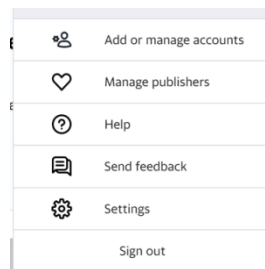 Add or manage accounts
Manage publishers
Help
Send feedback
Settings
Sign out